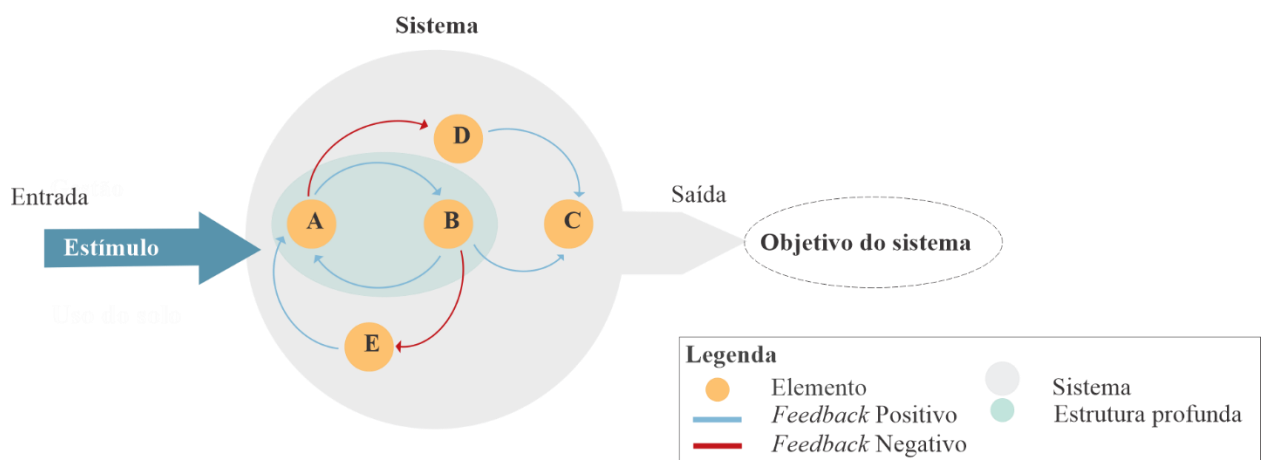 Sistema
Entrada
Estímulo
D
A
B
C
E
Saída
Objetivo do sistema
Legenda
Elemento
Feedback Positivo
Feedback Negativo
Sistema
Estrutura profunda